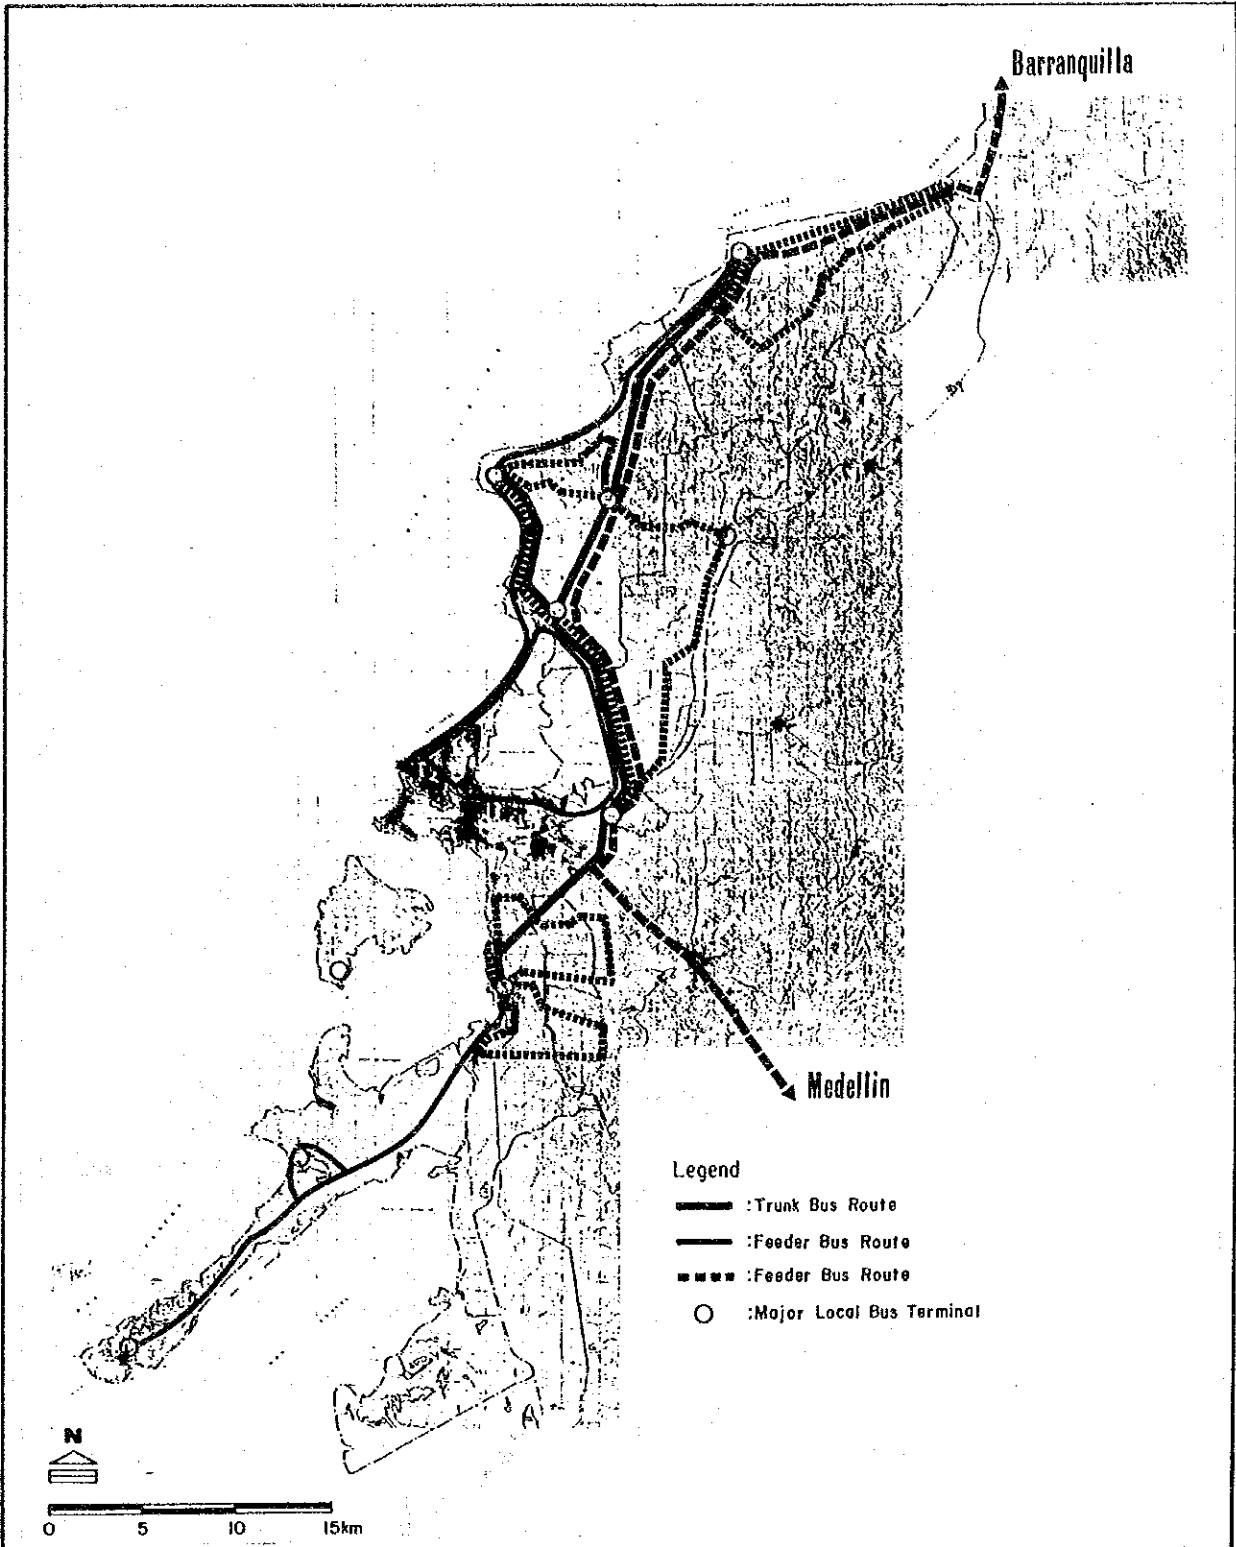 Barranquilla
Medellin
Legend
:Trunk Bus Route
:Feeder Bus Route
:Feeder Bus Route
:Major Local Bus Terminal
N
0 5 10 15km